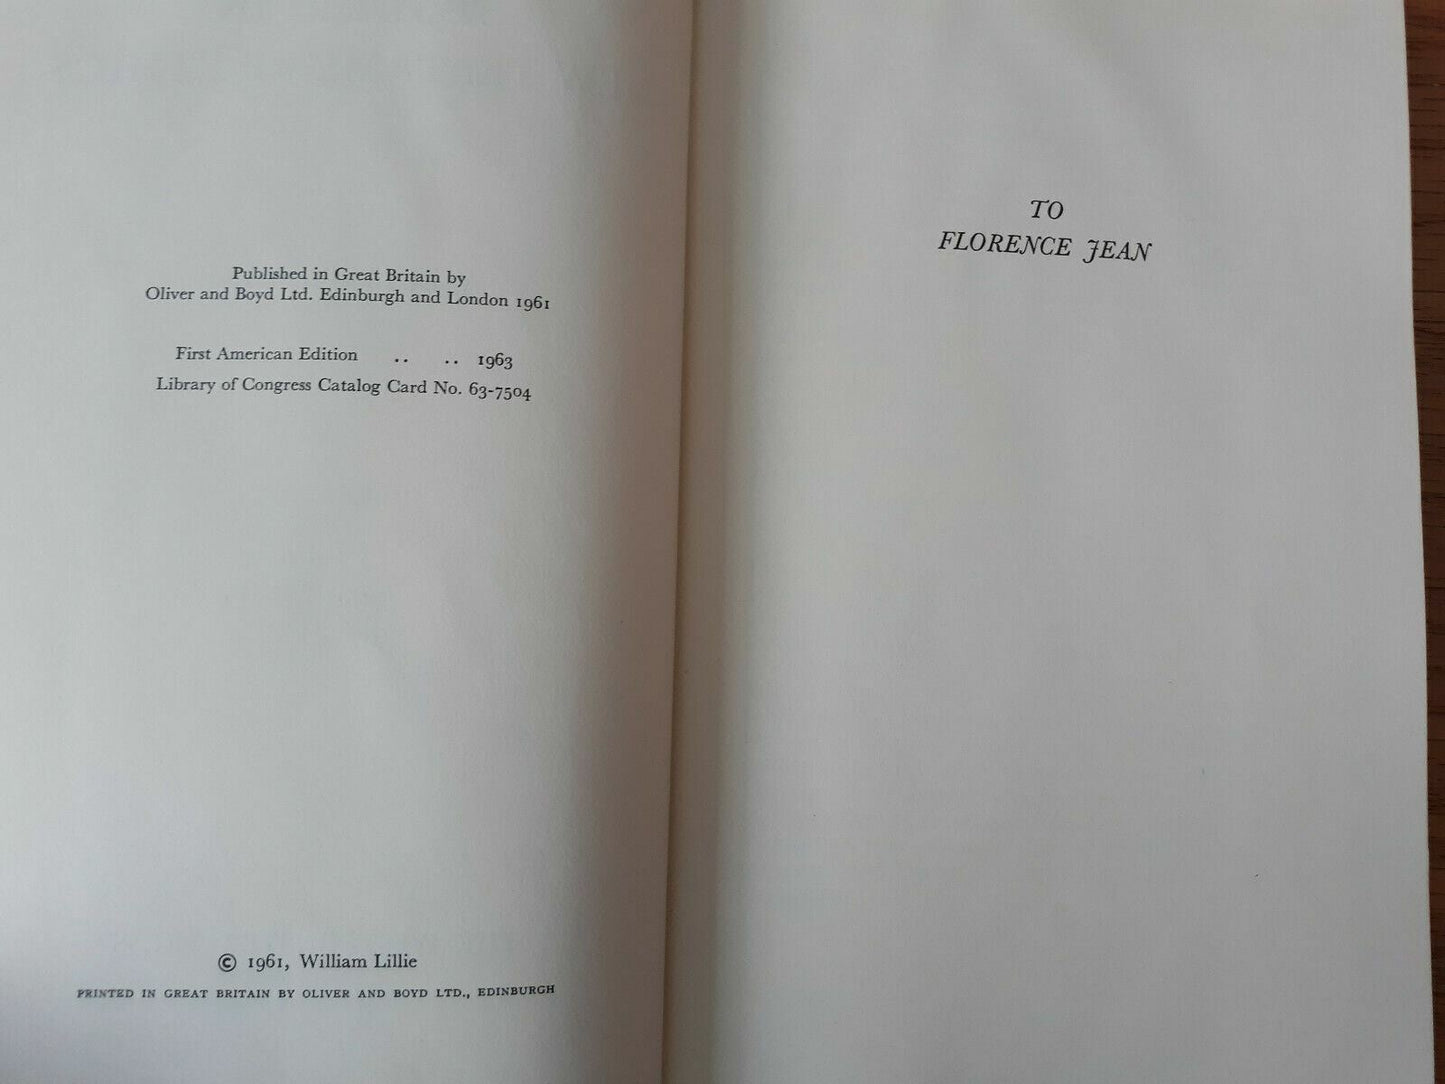 Published in Great Britain by
Oliver and Boyd Ltd. Edinburgh and London 1961
First American Edition .. .. 1963
Library of Congress Catalog Card No. 63-7504
© 1961, William Lillie
PRINTED IN GREAT BRITAIN BY OLIVER AND BOYD LTD., EDINBURGH
TO
FLORENCE JEAN